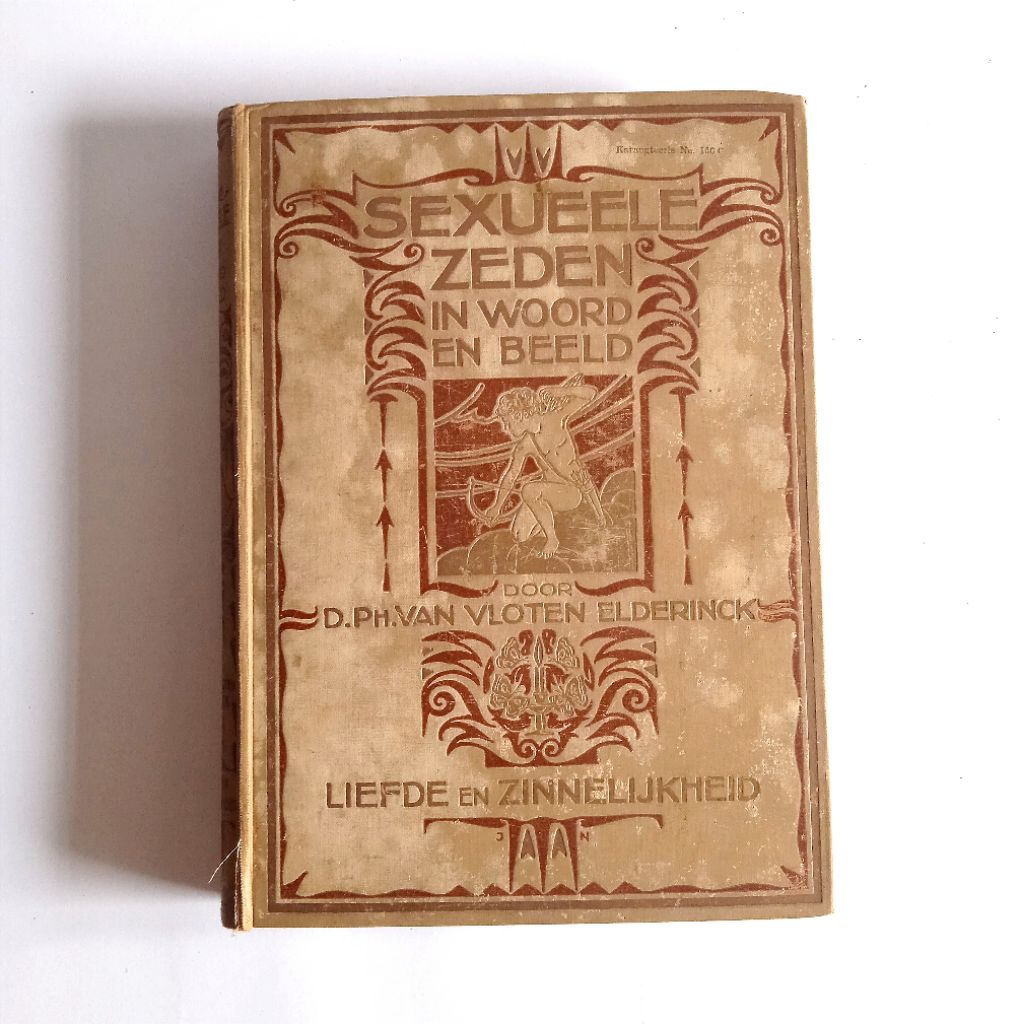 SEXUEELE
ZEDEN
IN WOORD
EN BEELD
DOOR
D.PH.VAN VLOTEN ELDERINCK
LIEFDE EN ZINNELIJKHEID
J N